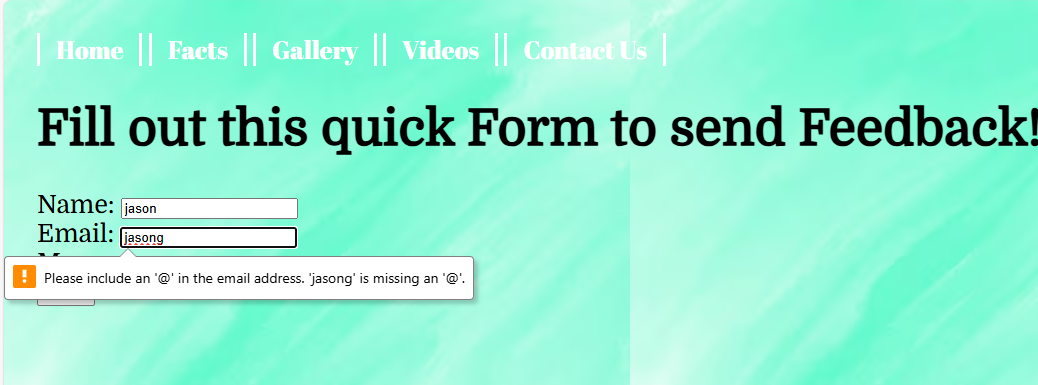 Home Facts Gallery Videos Contact Us
Fill out this quick Form to send Feedback!
Name: jason
Email: jasong
Please include an '@' in the email address. 'jasong' is missing an '@'.